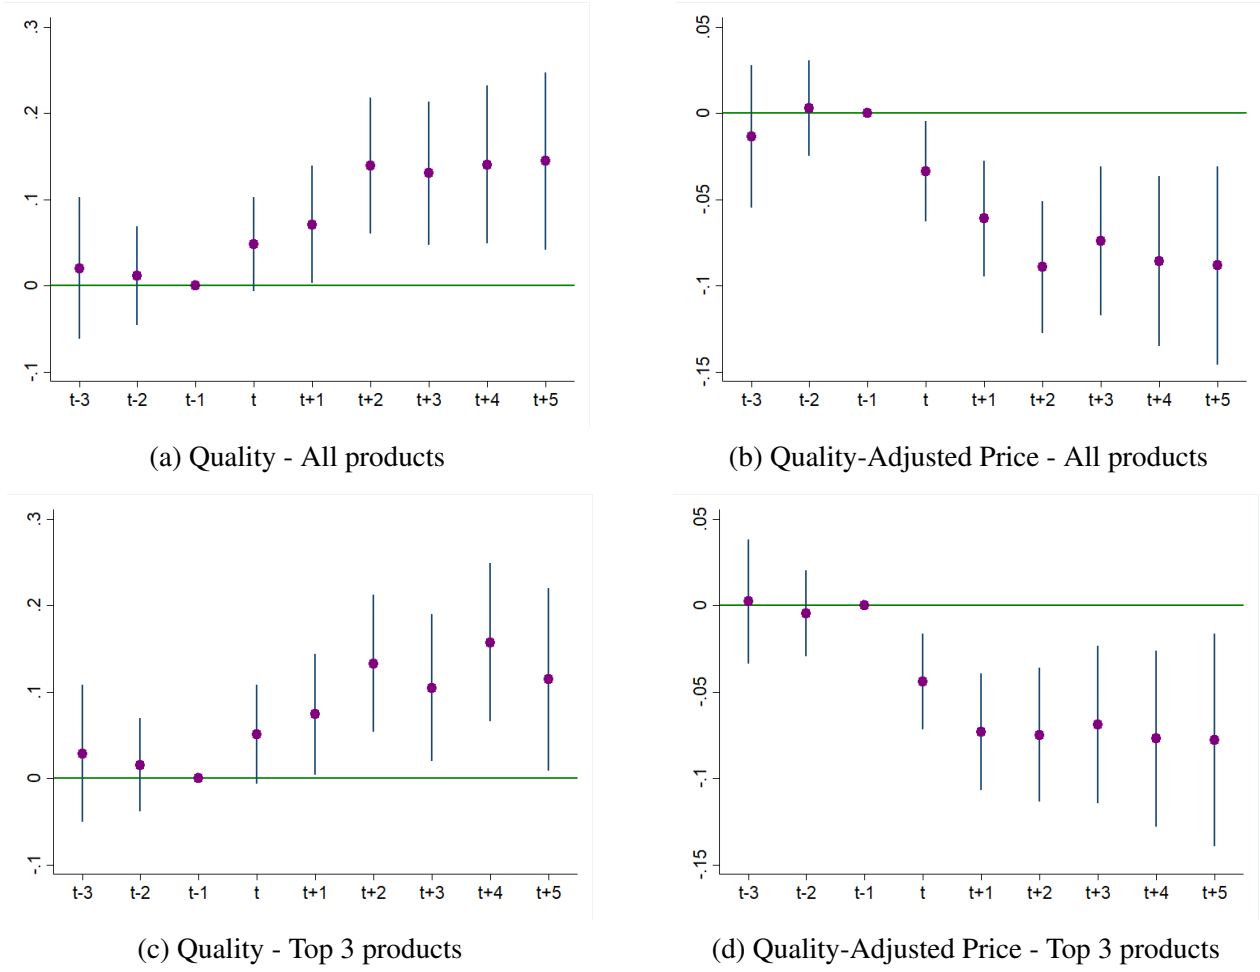 .3
.2
.1
0
-.1
t-3 t-2 t-1 t t+1 t+2 t+3 t+4 t+5
(a) Quality - All products
.05
0
-.05
-.1
-.15
t-3 t-2 t-1 t t+1 t+2 t+3 t+4 t+5
(b) Quality-Adjusted Price - All products
.3
.2
.1
0
-.1
t-3 t-2 t-1 t t+1 t+2 t+3 t+4 t+5
(c) Quality - Top 3 products
.05
0
-.05
-.1
-.15
t-3 t-2 t-1 t t+1 t+2 t+3 t+4 t+5
(d) Quality-Adjusted Price - Top 3 products